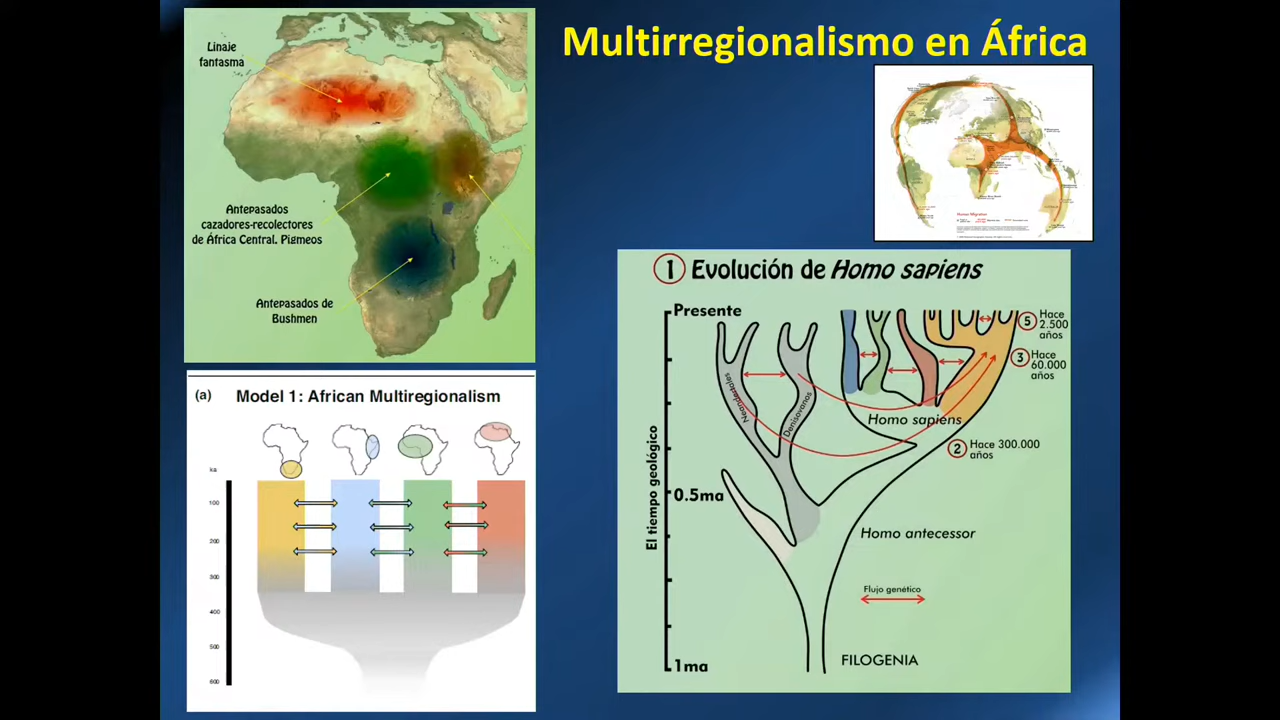 Multirregionalismo en África
Linaje
fantasma
Antepasados
cazadores-recolectores
de África Central. Pigmeos
Antepasados de
Bushmen
(a) Model 1: African Multiregionalism
ka
100
200
300
400
500
600
Human Migration
1 Evolución de Homo sapiens
Presente
0.5ma
1ma
El tiempo geológico
Neandertales
Denisovanos
Homo sapiens
5 Hace
2.500
años
3 Hace
60.000
años
2 Hace 300.000
años
Homo antecessor
Flujo genético
FILOGENIA